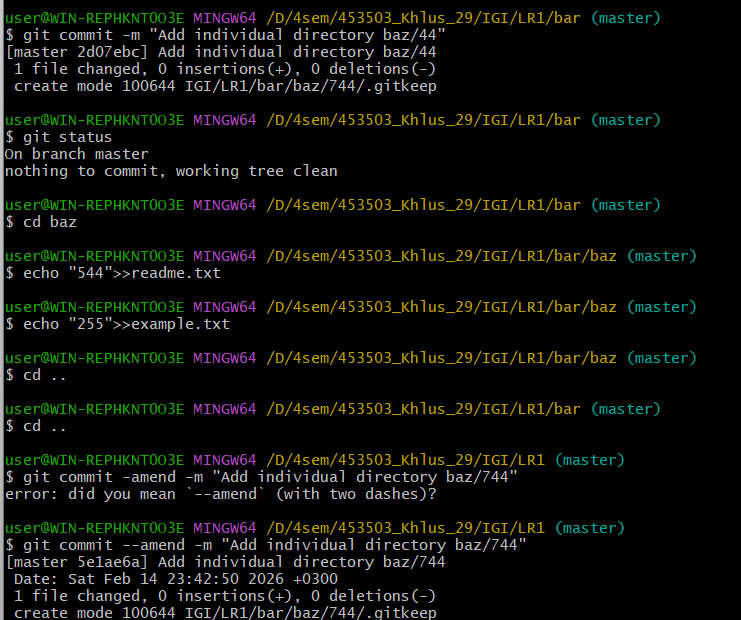 user@WIN-REPHKNTOO3E MINGW64 /D/4sem/453503_Khlus_29/IGI/LR1/bar (master)
$ git commit -m "Add individual directory baz/44"
[master 2d07ebc] Add individual directory baz/44
 1 file changed, 0 insertions(+), 0 deletions(-)
 create mode 100644 IGI/LR1/bar/baz/744/.gitkeep
user@WIN-REPHKNTOO3E MINGW64 /D/4sem/453503_Khlus_29/IGI/LR1/bar (master)
$ git status
On branch master
nothing to commit, working tree clean
user@WIN-REPHKNTOO3E MINGW64 /D/4sem/453503_Khlus_29/IGI/LR1/bar (master)
$ cd baz
user@WIN-REPHKNTOO3E MINGW64 /D/4sem/453503_Khlus_29/IGI/LR1/bar/baz (master)
$ echo "544">>readme.txt
user@WIN-REPHKNTOO3E MINGW64 /D/4sem/453503_Khlus_29/IGI/LR1/bar/baz (master)
$ echo "255">>example.txt
user@WIN-REPHKNTOO3E MINGW64 /D/4sem/453503_Khlus_29/IGI/LR1/bar/baz (master)
$ cd ..
user@WIN-REPHKNTOO3E MINGW64 /D/4sem/453503_Khlus_29/IGI/LR1/bar (master)
$ cd ..
user@WIN-REPHKNTOO3E MINGW64 /D/4sem/453503_Khlus_29/IGI/LR1 (master)
$ git commit -amend -m "Add individual directory baz/744"
error: did you mean `--amend` (with two dashes)?
user@WIN-REPHKNTOO3E MINGW64 /D/4sem/453503_Khlus_29/IGI/LR1 (master)
$ git commit --amend -m "Add individual directory baz/744"
[master 5e1ae6a] Add individual directory baz/744
 Date: Sat Feb 14 23:42:50 2026 +0300
 1 file changed, 0 insertions(+), 0 deletions(-)
 create mode 100644 IGI/LR1/bar/baz/744/.gitkeep